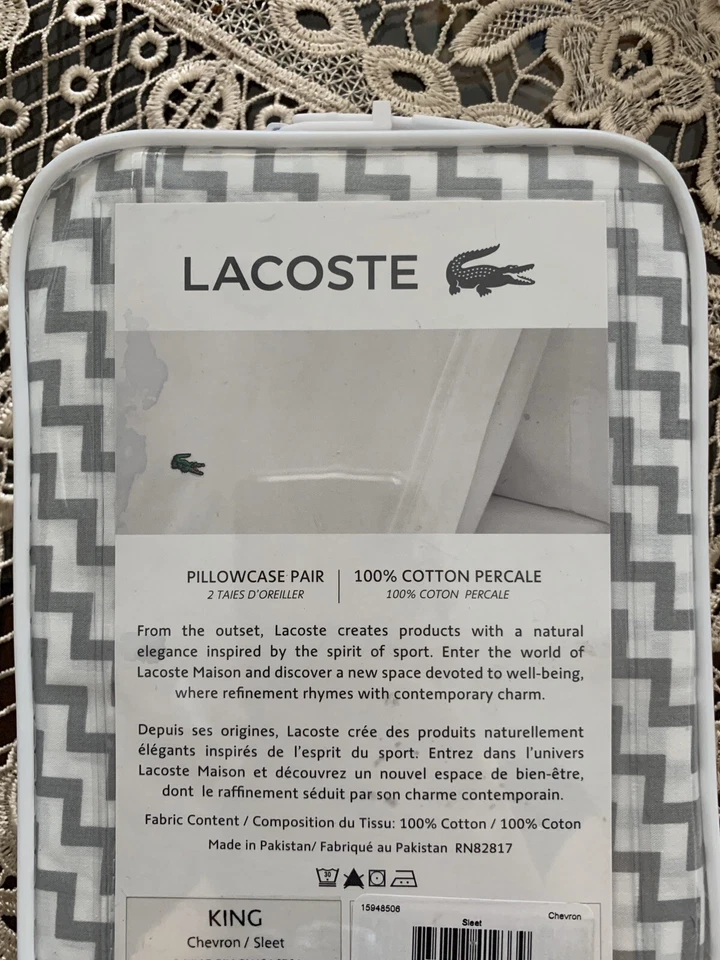 LACOSTE
PILLOWCASE PAIR
2 TAIES D'OREILLER
100% COTTON PERCALE
100% COTON PERCALE
From the outset, Lacoste creates products with a natural
elegance inspired by the spirit of sport. Enter the world of
Lacoste Maison and discover a new space devoted to well-being,
where refinement rhymes with contemporary charm.
Depuis ses origines, Lacoste crée des produits naturellement
élégants inspirés de l'esprit du sport. Entrez dans l'univers
Lacoste Maison et découvrez un nouvel espace de bien-être,
dont le raffinement séduit par son charme contemporain.
Fabric Content / Composition du Tissu: 100% Cotton / 100% Coton
Made in Pakistan/ Fabriqué au Pakistan RN82817
30
KING
Chevron / Sleet
15948506
Sleet
Chevron